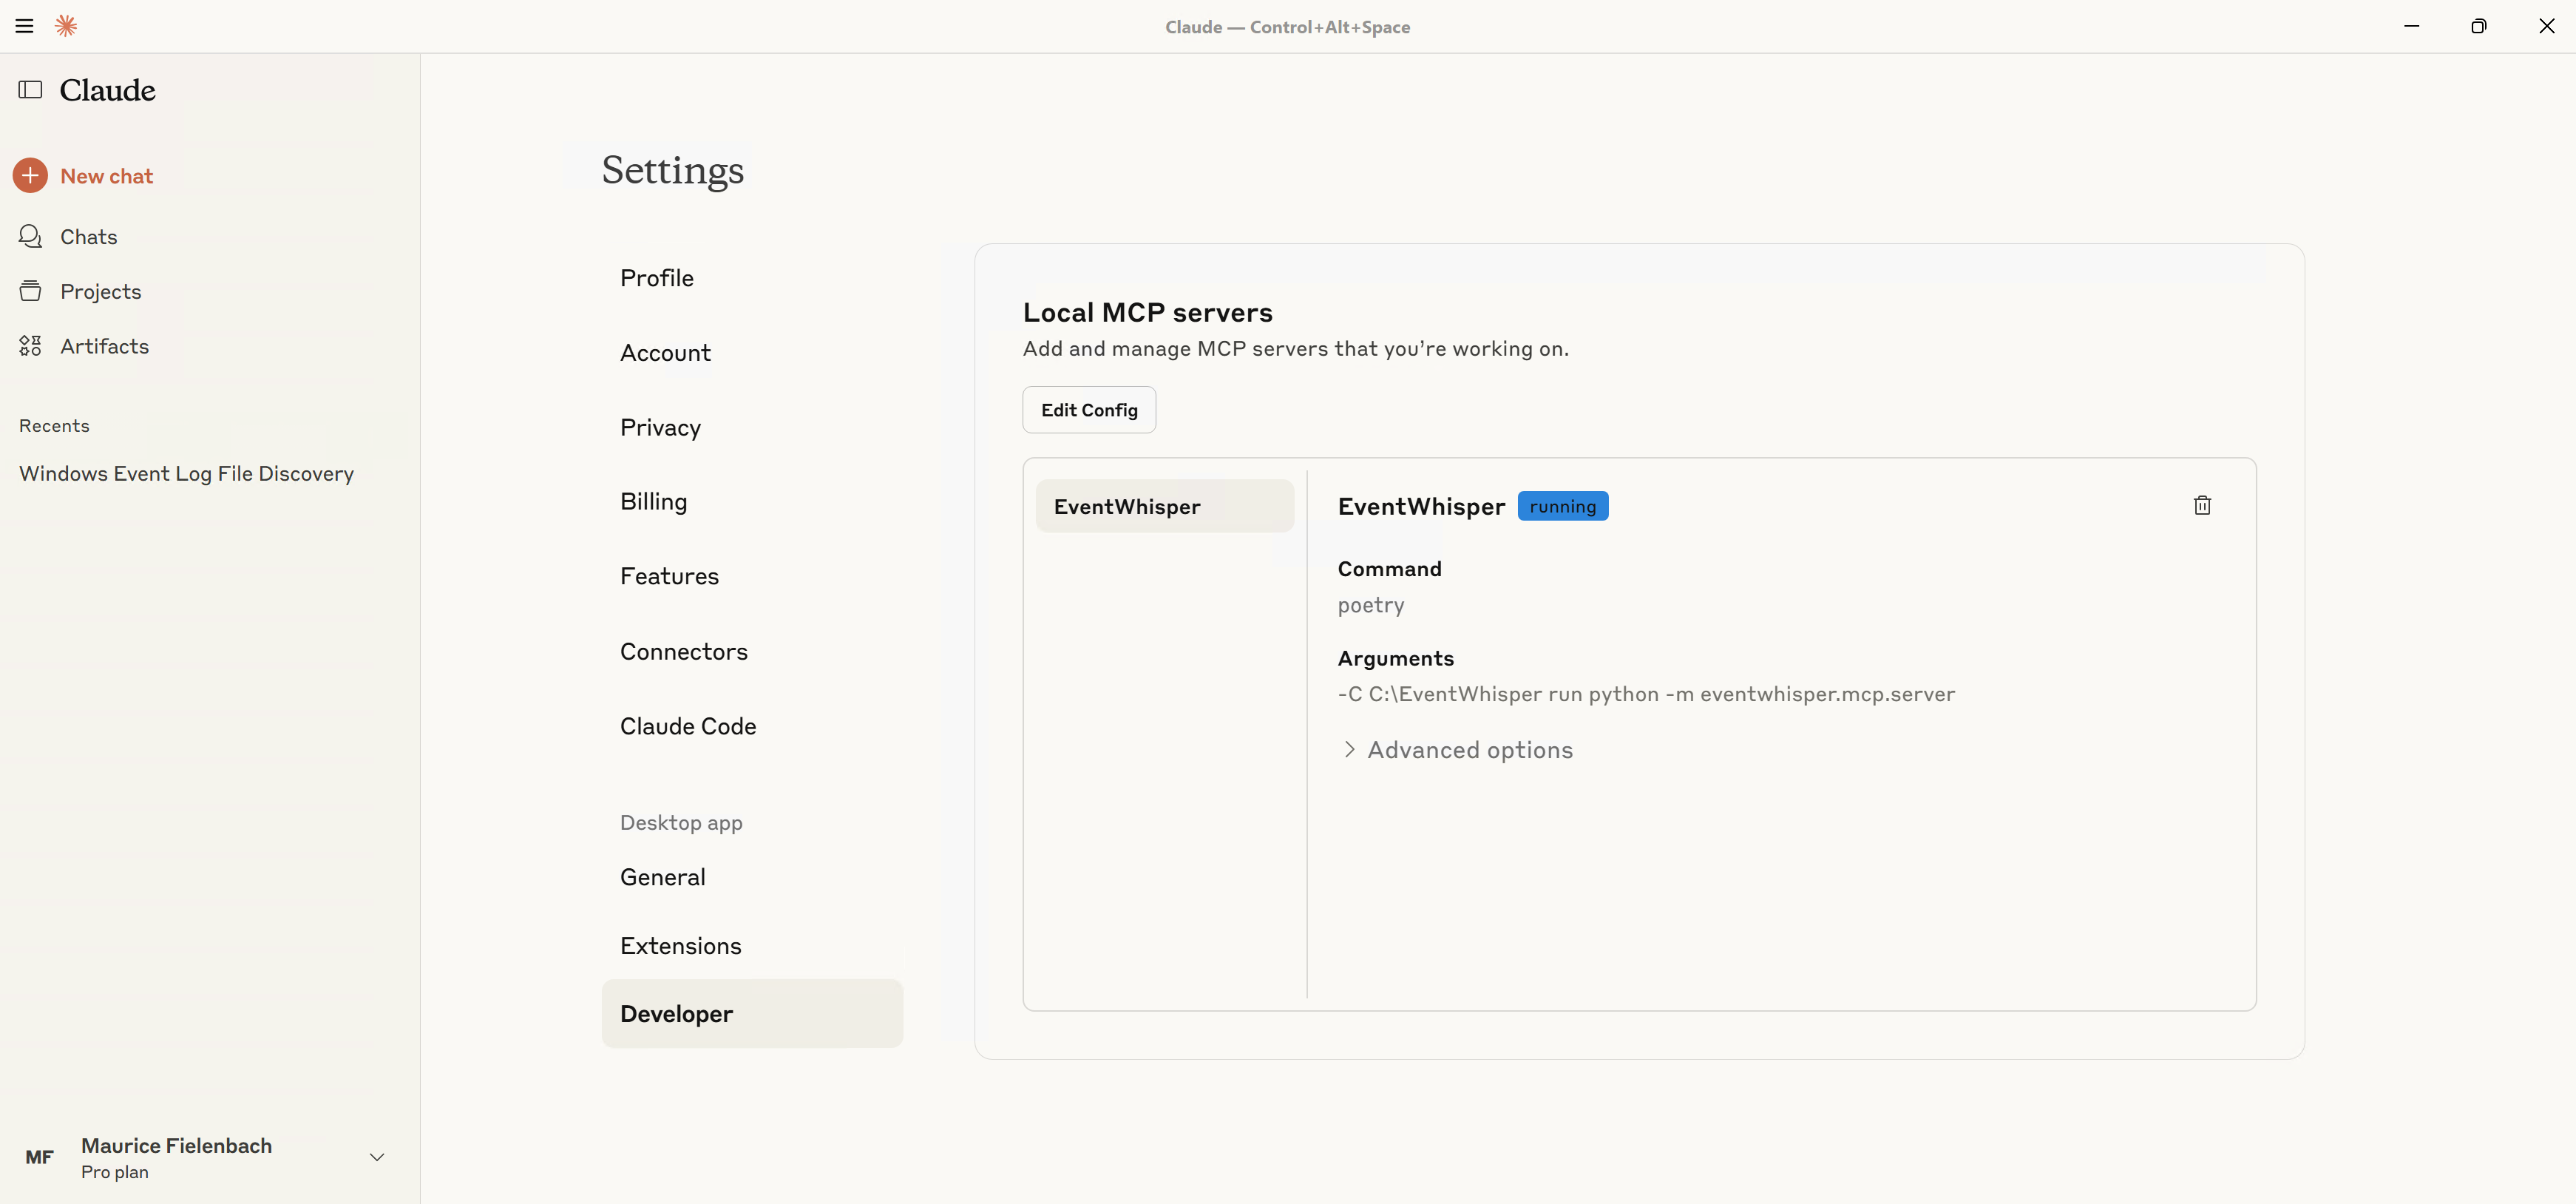 Claude — Control+Alt+Space
Claude
New chat
Chats
Projects
Artifacts
Recents
Windows Event Log File Discovery
MF
Maurice Fielenbach
Pro plan
Settings
Profile
Account
Privacy
Billing
Features
Connectors
Claude Code
Desktop app
General
Extensions
Developer
Local MCP servers
Add and manage MCP servers that you’re working on.
Edit Config
EventWhisper
EventWhisper running
Command
poetry
Arguments
-C C:\EventWhisper run python -m eventwhisper.mcp.server
Advanced options